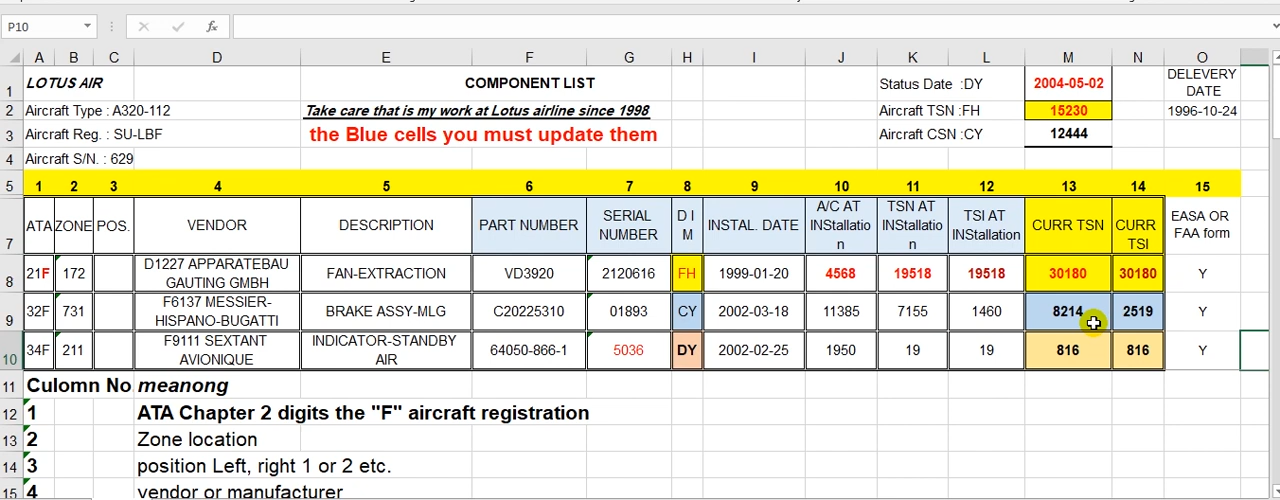 P10
fx
A B C D E F G H I J K L M N O
1 LOTUS AIR COMPONENT LIST Status Date :DY 2004-05-02 DELEVERY DATE
2 Aircraft Type : A320-112 Take care that is my work at Lotus airline since 1998 Aircraft TSN :FH 15230 1996-10-24
3 Aircraft Reg. : SU-LBF the Blue cells you must update them Aircraft CSN :CY 12444
4 Aircraft S/N. : 629
5 1 2 3 4 5 6 7 8 9 10 11 12 13 14 15
7 ATA ZONE POS. VENDOR DESCRIPTION PART NUMBER SERIAL NUMBER D I M INSTAL. DATE A/C AT INStallatio n TSN AT INStallatio n TSI AT INStallation CURR TSN CURR TSI EASA OR FAA form
8 21F 172 D1227 APPARATEBAU GAUTING GMBH FAN-EXTRACTION VD3920 2120616 FH 1999-01-20 4568 19518 19518 30180 30180 Y
9 32F 731 F6137 MESSIER-HISPANO-BUGATTI BRAKE ASSY-MLG C20225310 01893 CY 2002-03-18 11385 7155 1460 8214 2519 Y
10 34F 211 F9111 SEXTANT AVIONIQUE INDICATOR-STANDBY AIR 64050-866-1 5036 DY 2002-02-25 1950 19 19 816 816 Y
11 Culomn No meanong
12 1 ATA Chapter 2 digits the "F" aircraft registration
13 2 Zone location
14 3 position Left, right 1 or 2 etc.
15 4 vendor or manufacturer